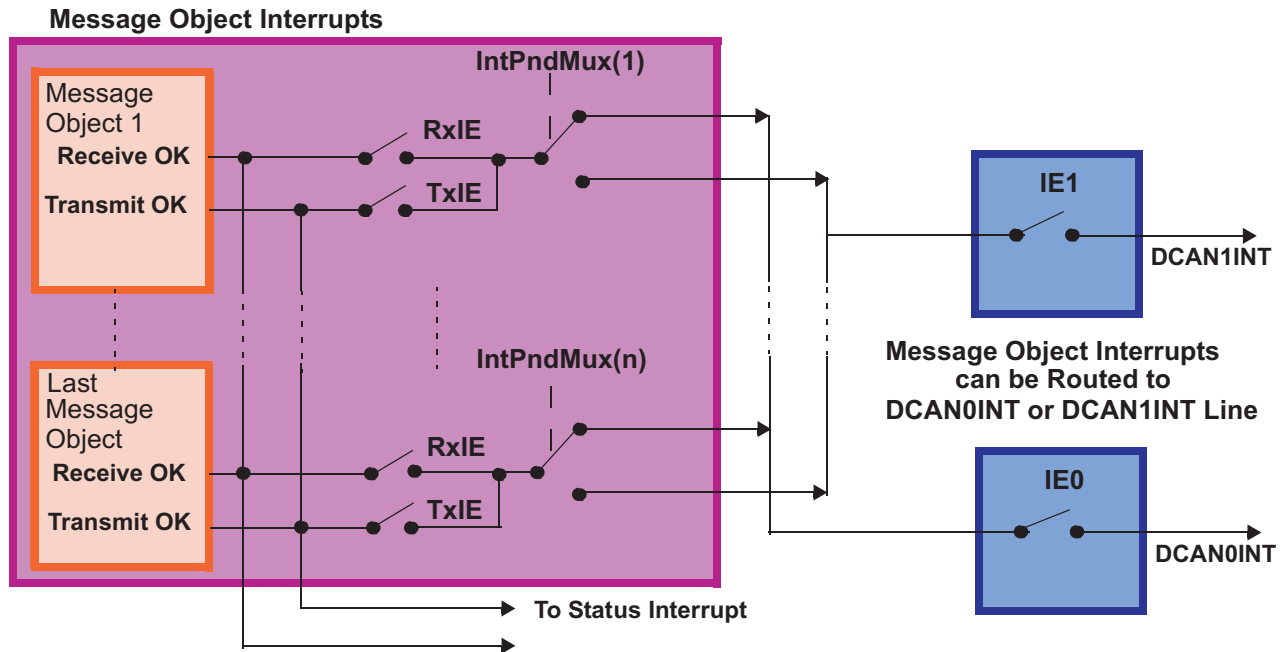 Message Object Interrupts
IntPndMux(1)
Message
Object 1
RxIE
Receive OK
TxIE
Transmit OK
IE1
DCAN1INT
IntPndMux(n)
Message Object Interrupts
can be Routed to
DCAN0INT or DCAN1INT Line
Last
Message
Object
RxIE
Receive OK
TxIE
Transmit OK
IE0
DCAN0INT
To Status Interrupt